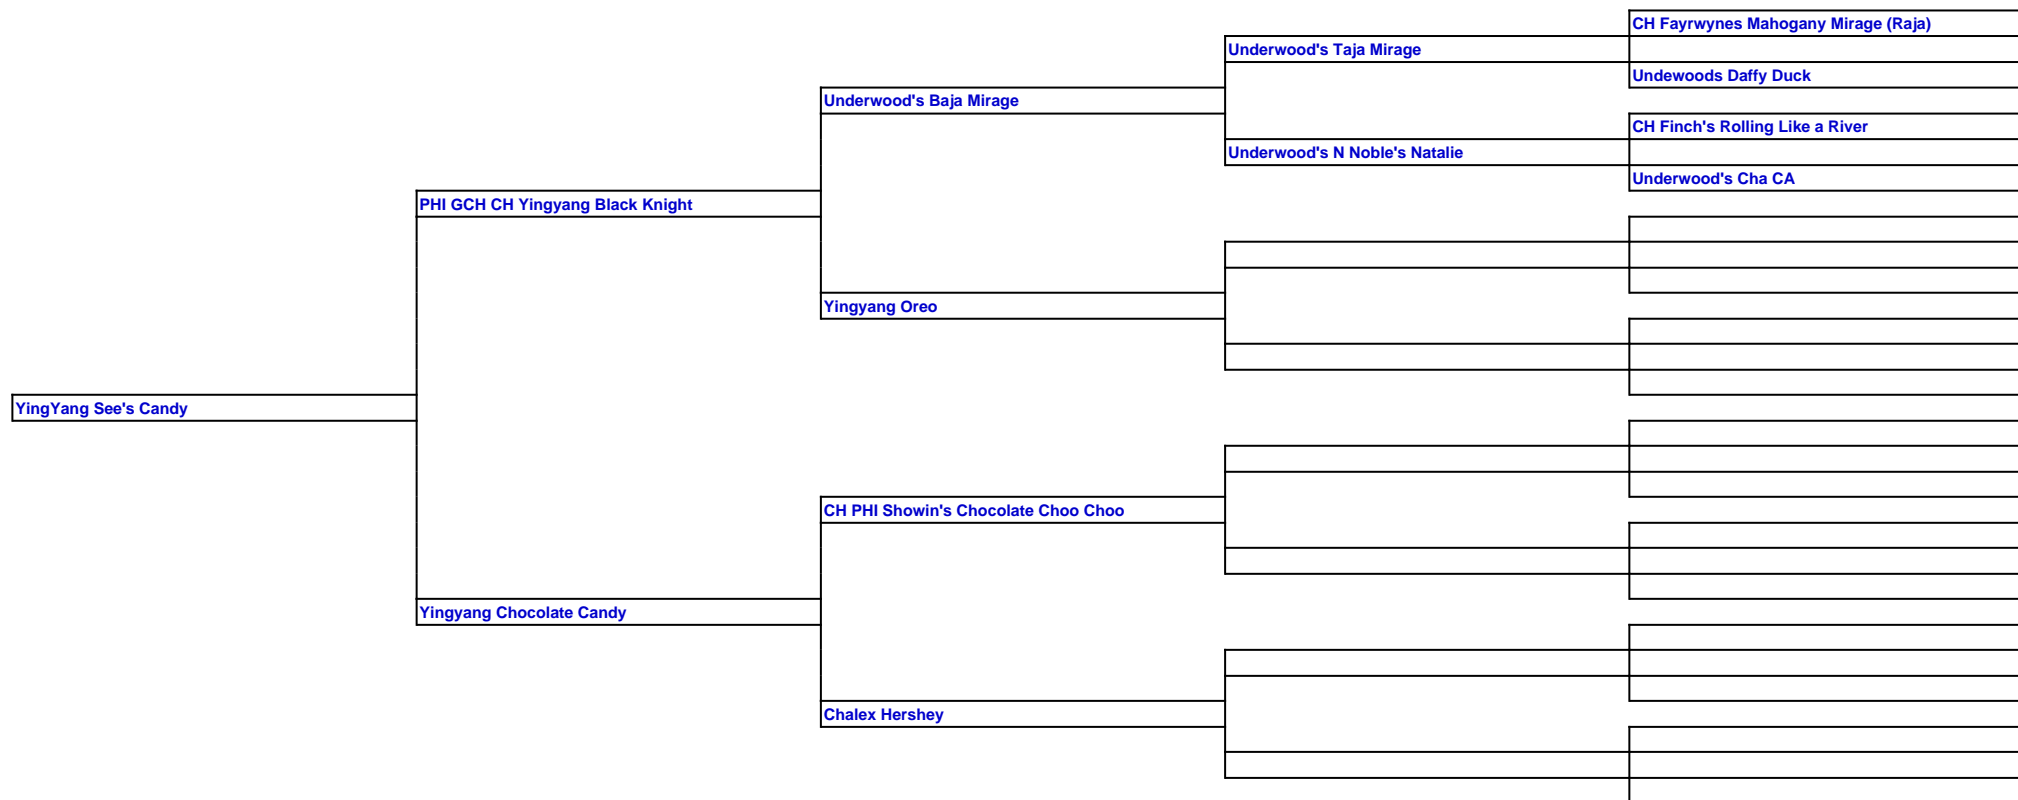 CH Fayrwynes Mahogany Mirage (Raja)
Underwood's Taja Mirage
Undewoods Daffy Duck
Underwood's Baja Mirage
CH Finch's Rolling Like a River
Underwood's N Noble's Natalie
Underwood's Cha CA
PHI GCH CH Yingyang Black Knight
Yingyang Oreo
YingYang See's Candy
CH PHI Showin's Chocolate Choo Choo
Yingyang Chocolate Candy
Chalex Hershey